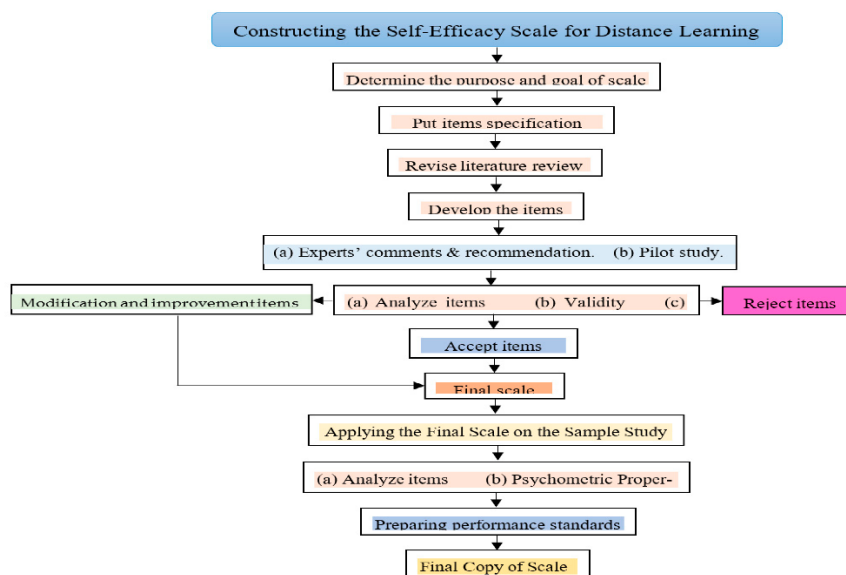 Constructing the Self-Efficacy Scale for Distance Learning
Determine the purpose and goal of scale
Put items specification
Revise literature review
Develop the items
(a) Experts' comments & recommendation. (b) Pilot study.
Modification and improvement items
(a) Analyze items (b) Validity (c)
Reject items
Accept items
Final scale
Applying the Final Scale on the Sample Study
(a) Analyze items (b) Psychometric Proper-
Preparing performance standards
Final Copy of Scale